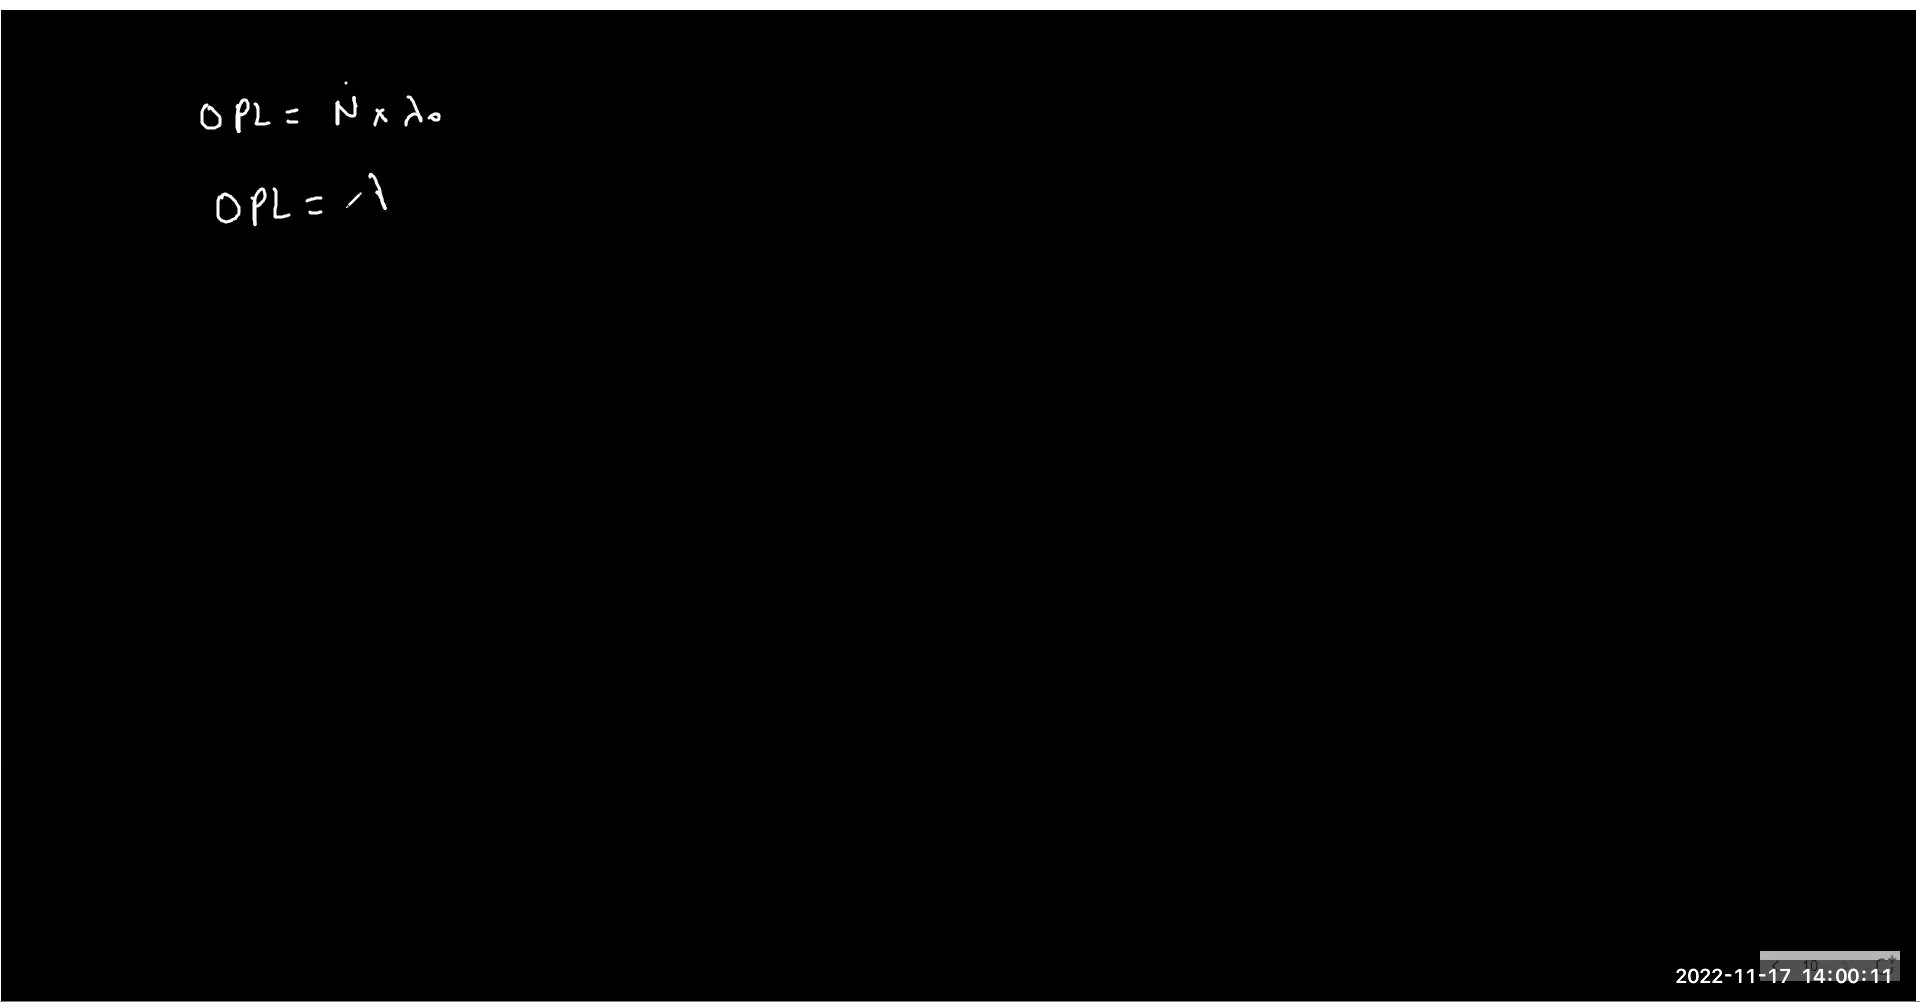 OPL = N × λ₀
OPL = λ
2022-11-17 14:00:11